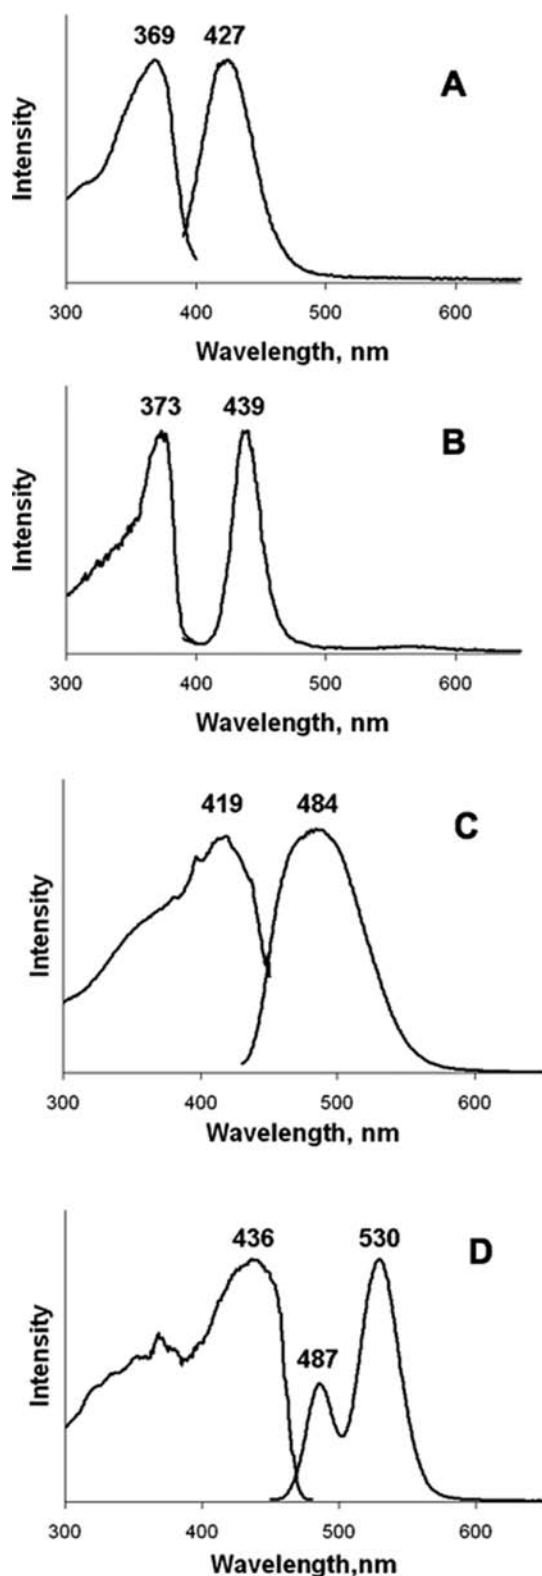 369 427
A
Intensity
300 400 500 600
Wavelength, nm
373 439
B
Intensity
300 400 500 600
Wavelength, nm
419 484
C
Intensity
300 400 500 600
Wavelength, nm
436 530
D
487
Intensity
300 400 500 600
Wavelength,nm